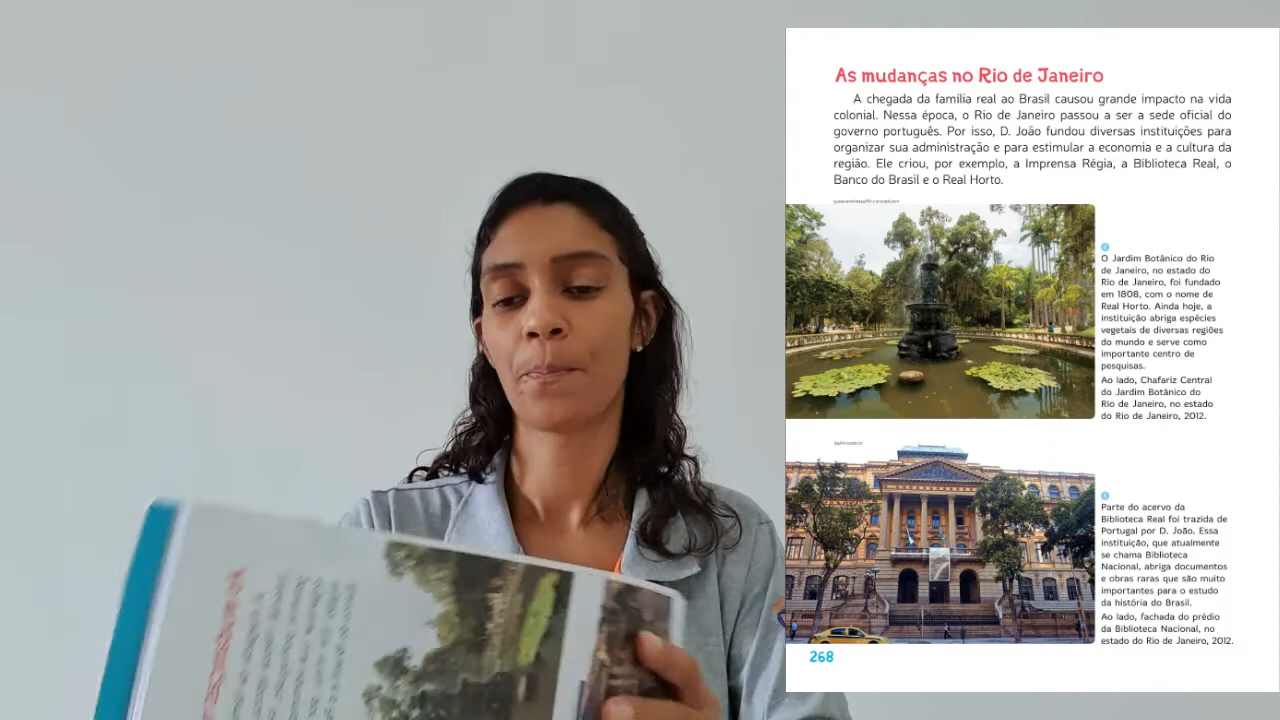 As mudanças no Rio de Janeiro
A chegada da família real ao Brasil causou grande impacto na vida
colonial. Nessa época, o Rio de Janeiro passou a ser a sede oficial do
governo português. Por isso, D. João fundou diversas instituições para
organizar sua administração e para estimular a economia e a cultura da
região. Ele criou, por exemplo, a Imprensa Régia, a Biblioteca Real, o
Banco do Brasil e o Real Horto.
O Jardim Botânico do Rio
de Janeiro, no estado do
Rio de Janeiro, foi fundado
em 1808, com o nome de
Real Horto. Ainda hoje, a
instituição abriga espécies
vegetais de diversas regiões
do mundo e serve como
importante centro de
pesquisas.
Ao lado, Chafariz Central
do Jardim Botânico do
Rio de Janeiro, no estado
do Rio de Janeiro, 2012.
Parte do acervo da
Biblioteca Real foi trazida de
Portugal por D. João. Essa
instituição, que atualmente
se chama Biblioteca
Nacional, abriga documentos
e obras raras que são muito
importantes para o estudo
da história do Brasil.
Ao lado, fachada do prédio
da Biblioteca Nacional, no
estado do Rio de Janeiro, 2012.
268